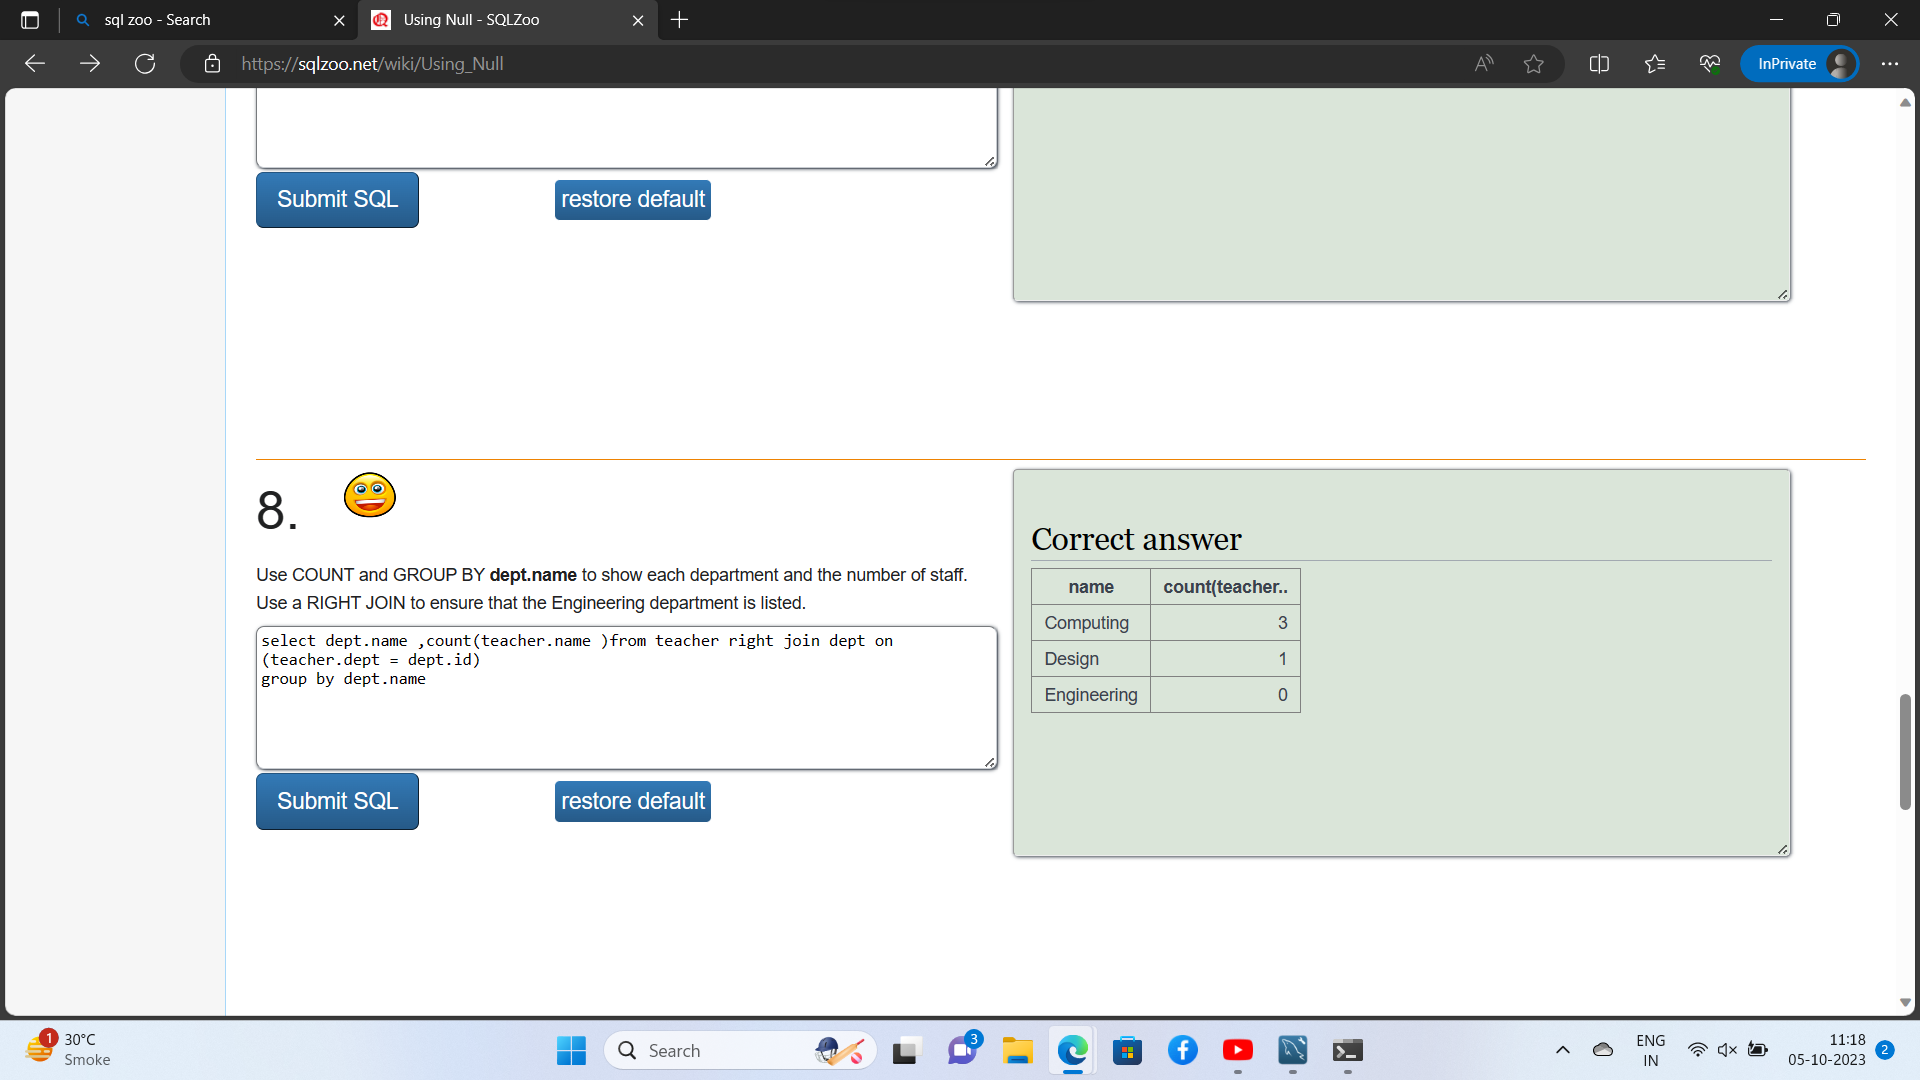 sql zoo - Search
Using Null - SQLZoo
https://sqlzoo.net/wiki/Using_Null
InPrivate
Submit SQL
restore default
8.
Use COUNT and GROUP BY dept.name to show each department and the number of staff.
Use a RIGHT JOIN to ensure that the Engineering department is listed.
select dept.name ,count(teacher.name )from teacher right join dept on
(teacher.dept = dept.id)
group by dept.name
Submit SQL
restore default
Correct answer
name count(teacher..
Computing 3
Design 1
Engineering 0
1
30°C
Smoke
Search
3
ENG
IN
11:18
05-10-2023
2